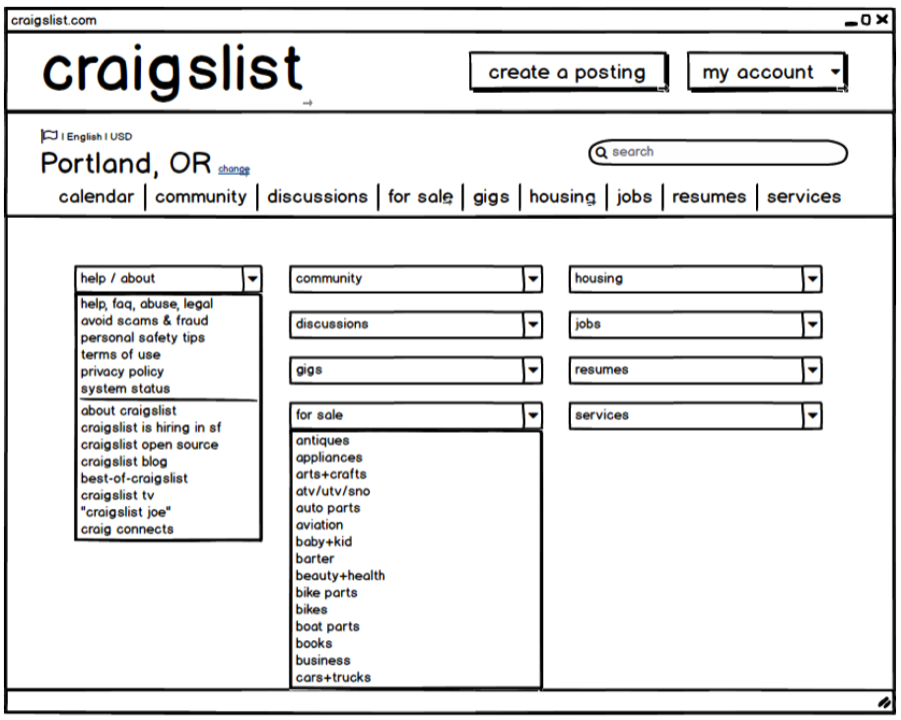 craigslist.com
craigslist
create a posting
my account
| English | USD
Portland, OR change
search
calendar | community | discussions | for sale | gigs | housing | jobs | resumes | services
help / about
help, faq, abuse, legal
avoid scams & fraud
personal safety tips
terms of use
privacy policy
system status
about craigslist
craigslist is hiring in sf
craigslist open source
craigslist blog
best-of-craigslist
craigslist tv
"craigslist joe"
craig connects
community
discussions
gigs
for sale
antiques
appliances
arts+crafts
atv/utv/sno
auto parts
aviation
baby+kid
barter
beauty+health
bike parts
bikes
boat parts
books
business
cars+trucks
housing
jobs
resumes
services